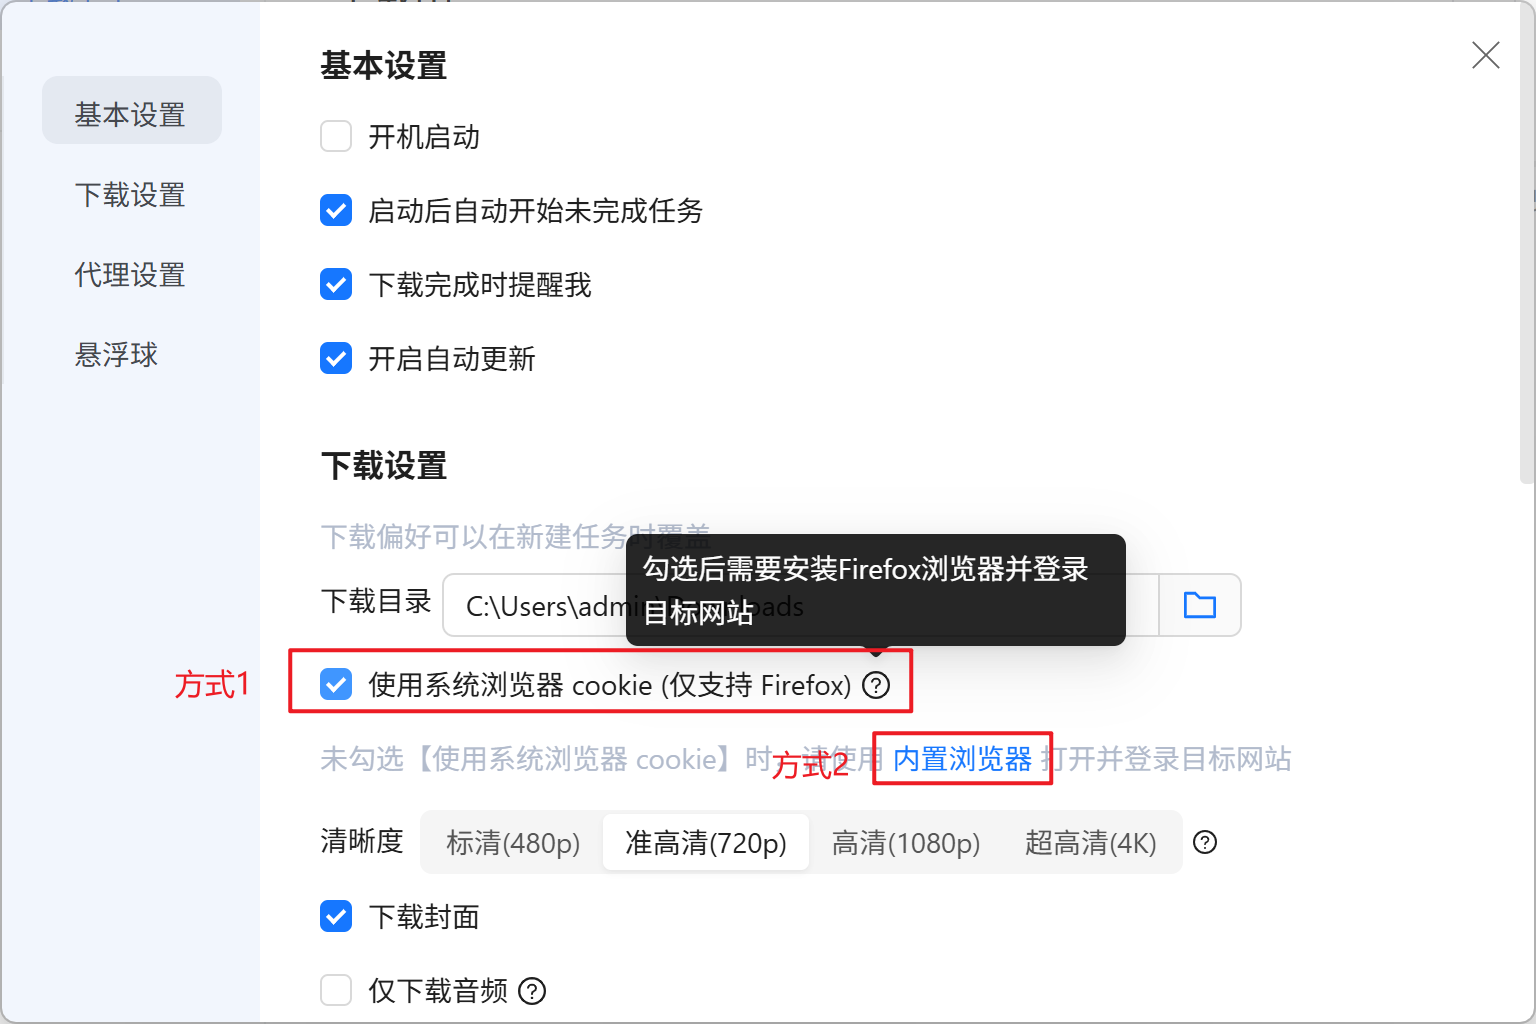 基本设置
下载设置
代理设置
悬浮球
基本设置
开机启动
启动后自动开始未完成任务
下载完成时提醒我
开启自动更新
下载设置
下载偏好可以在新建任务时覆盖
勾选后需要安装Firefox浏览器并登录
目标网站
下载目录 C:\Users\admin\Downloads
方式1 使用系统浏览器 cookie (仅支持 Firefox)
未勾选【使用系统浏览器 cookie】时，请使用 内置浏览器 打开并登录目标网站
方式2
清晰度 标清(480p) 准高清(720p) 高清(1080p) 超高清(4K)
下载封面
仅下载音频